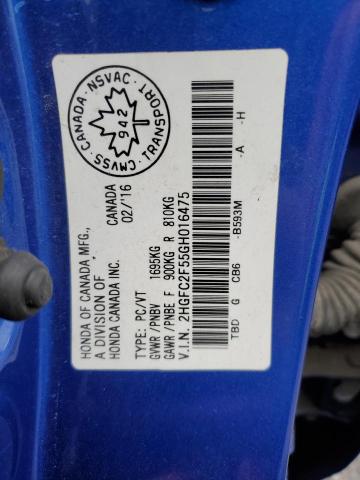 HONDA OF CANADA MFG., CANADA
A DIVISION OF 02/'16
HONDA CANADA INC.
TYPE: PC/VT
GVWR / PNBV 1695KG
GAWR / PNBE F 900KG R 810KG
V.I.N. 2HGFC2F55GH016475
TBD G CB6 -B593M -A -H
CMVSS · CANADA · NSVAC · TRANSPORT ·
942